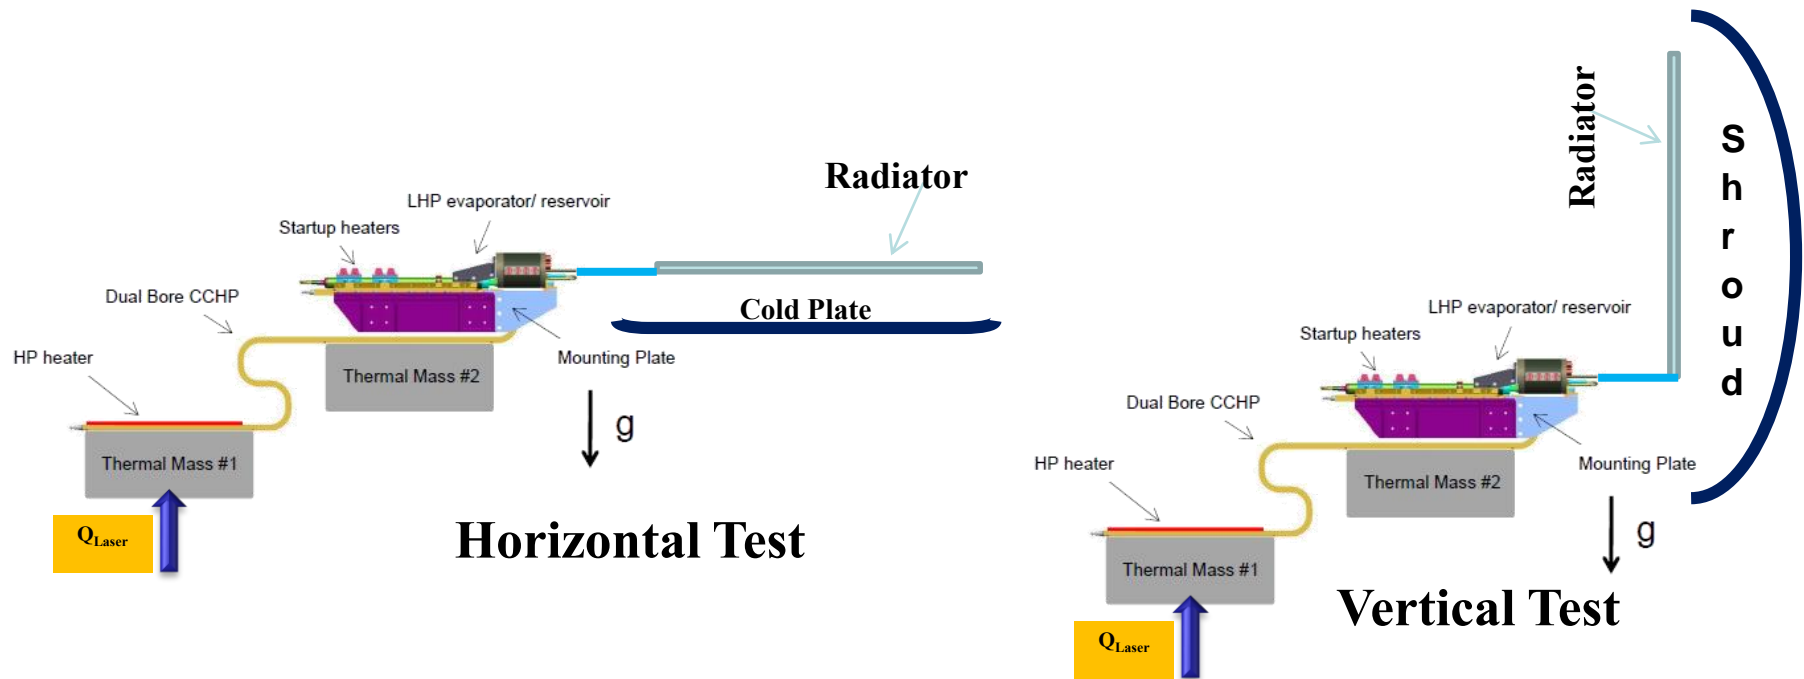 Radiator
LHP evaporator/ reservoir
Startup heaters
Dual Bore CCHP
Cold Plate
HP heater
Mounting Plate
Thermal Mass #2
g
Thermal Mass #1
QLaser
Horizontal Test
Radiator
Shroud
LHP evaporator/ reservoir
Startup heaters
Dual Bore CCHP
HP heater
Mounting Plate
Thermal Mass #2
g
Thermal Mass #1
QLaser
Vertical Test